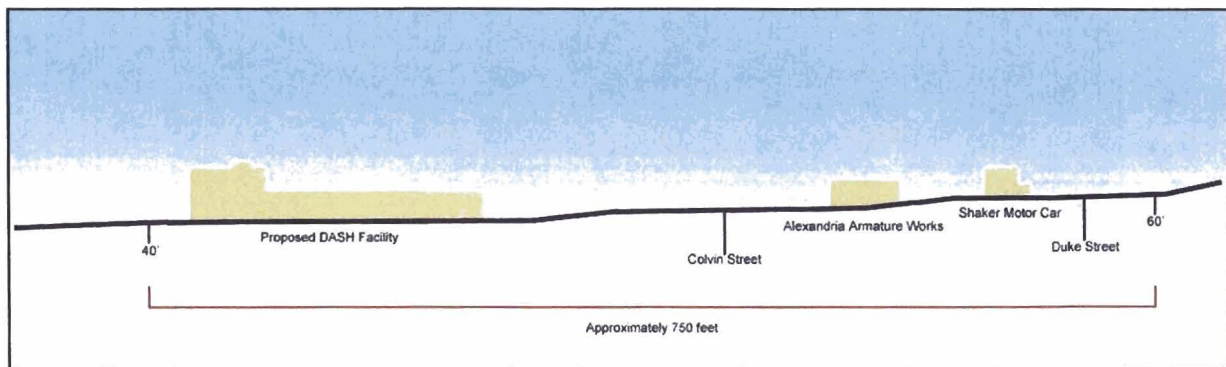 Proposed DASH Facility
Alexandria Armature Works
Shaker Motor Car
40'
Colvin Street
Duke Street
60'
Approximately 750 feet